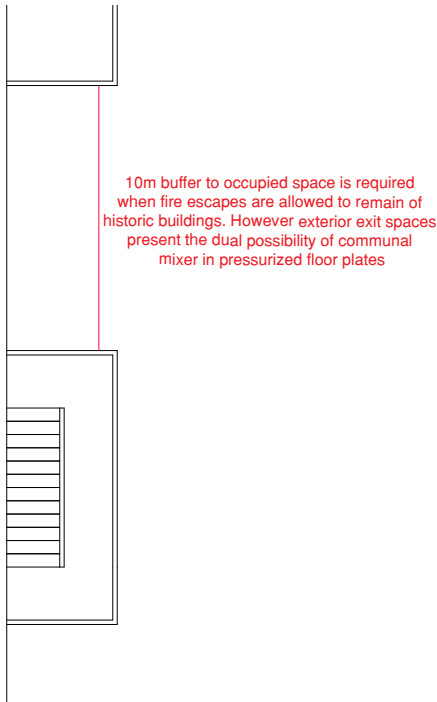 10m buffer to occupied space is required
when fire escapes are allowed to remain of
historic buildings. However exterior exit spaces
present the dual possibility of communal
mixer in pressurized floor plates